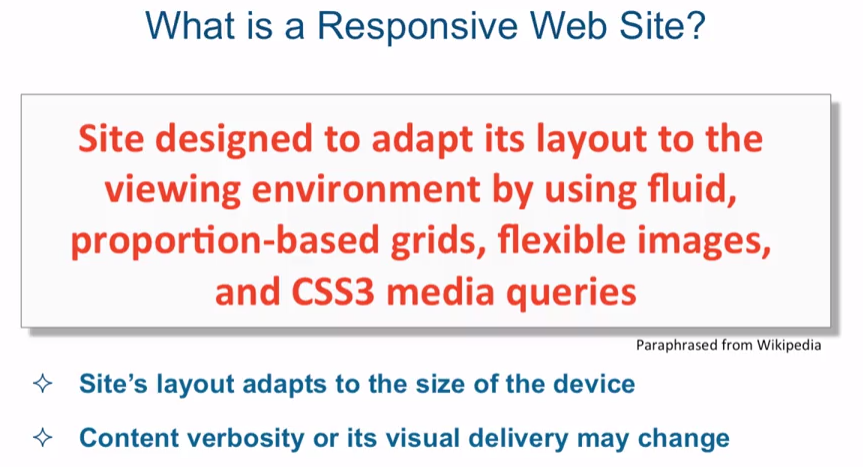 What is a Responsive Web Site?
Site designed to adapt its layout to the
viewing environment by using fluid,
proportion-based grids, flexible images,
and CSS3 media queries
Paraphrased from Wikipedia
Site's layout adapts to the size of the device
Content verbosity or its visual delivery may change